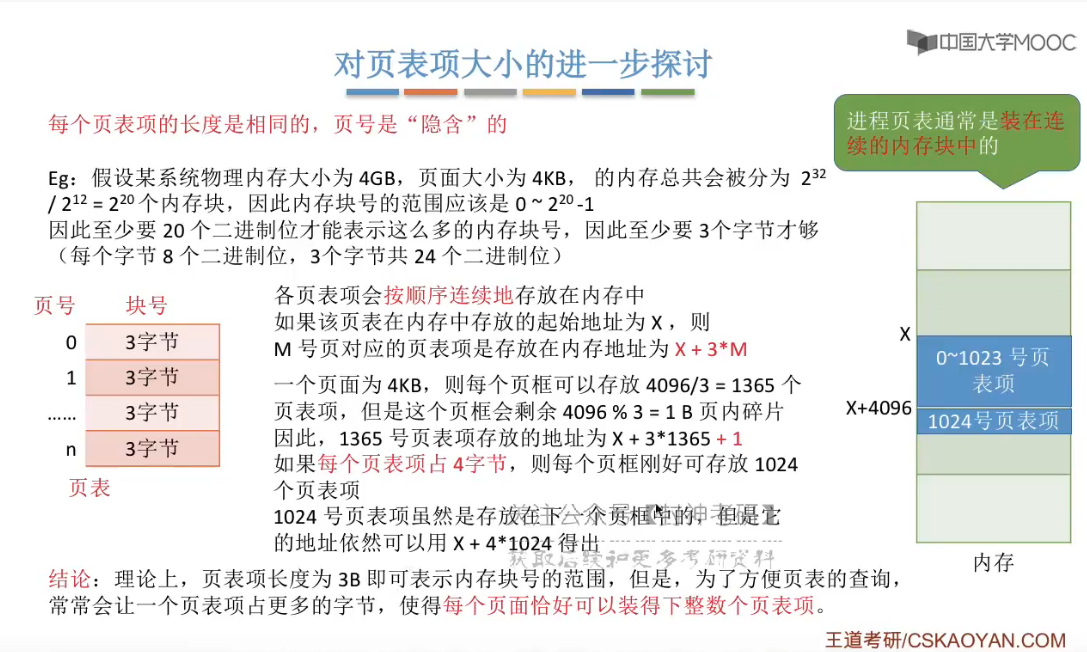 中国大学MOOC
对页表项大小的进一步探讨
每个页表项的长度是相同的，页号是“隐含”的
进程页表通常是装在连
续的内存块中的
Eg：假设某系统物理内存大小为 4GB，页面大小为 4KB， 的内存总共会被分为 2³²
/ 2¹² = 2²⁰ 个内存块，因此内存块号的范围应该是 0 ~ 2²⁰ -1
因此至少要 20 个二进制位才能表示这么多的内存块号，因此至少要 3个字节才够
（每个字节 8 个二进制位，3个字节共 24 个二进制位）
页号 块号
0 3字节
1 3字节
…… 3字节
n 3字节
页表
各页表项会按顺序连续地存放在内存中
如果该页表在内存中存放的起始地址为 X ，则
M 号页对应的页表项是存放在内存地址为 X + 3*M
一个页面为 4KB，则每个页框可以存放 4096/3 = 1365 个
页表项，但是这个页框会剩余 4096 % 3 = 1 B 页内碎片
因此，1365 号页表项存放的地址为 X + 3*1365 + 1
如果每个页表项占 4字节，则每个页框刚好可存放 1024
个页表项
1024 号页表项虽然是存放在下一个页框中的，但是它
的地址依然可以用 X + 4*1024 得出
X
0~1023 号页
表项
X+4096
1024号页表项
内存
获取后续和更多考研资料
结论：理论上，页表项长度为 3B 即可表示内存块号的范围，但是，为了方便页表的查询，
常常会让一个页表项占更多的字节，使得每个页面恰好可以装得下整数个页表项。
王道考研/CSKAOYAN.COM